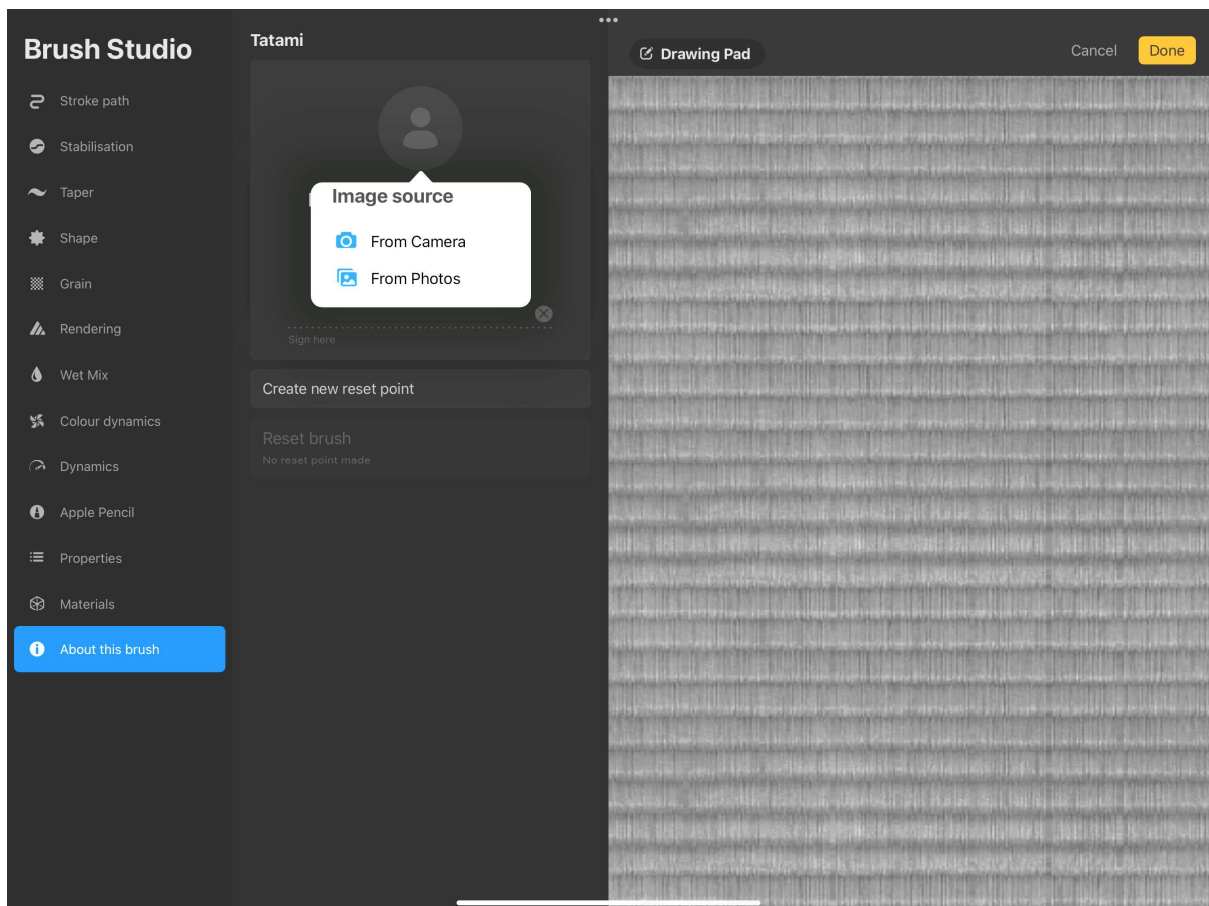 Brush Studio
Stroke path
Stabilisation
Taper
Shape
Grain
Rendering
Wet Mix
Colour dynamics
Dynamics
Apple Pencil
Properties
Materials
About this brush
Tatami
Image source
From Camera
From Photos
Sign here
Create new reset point
Reset brush
No reset point made
Drawing Pad
Cancel
Done